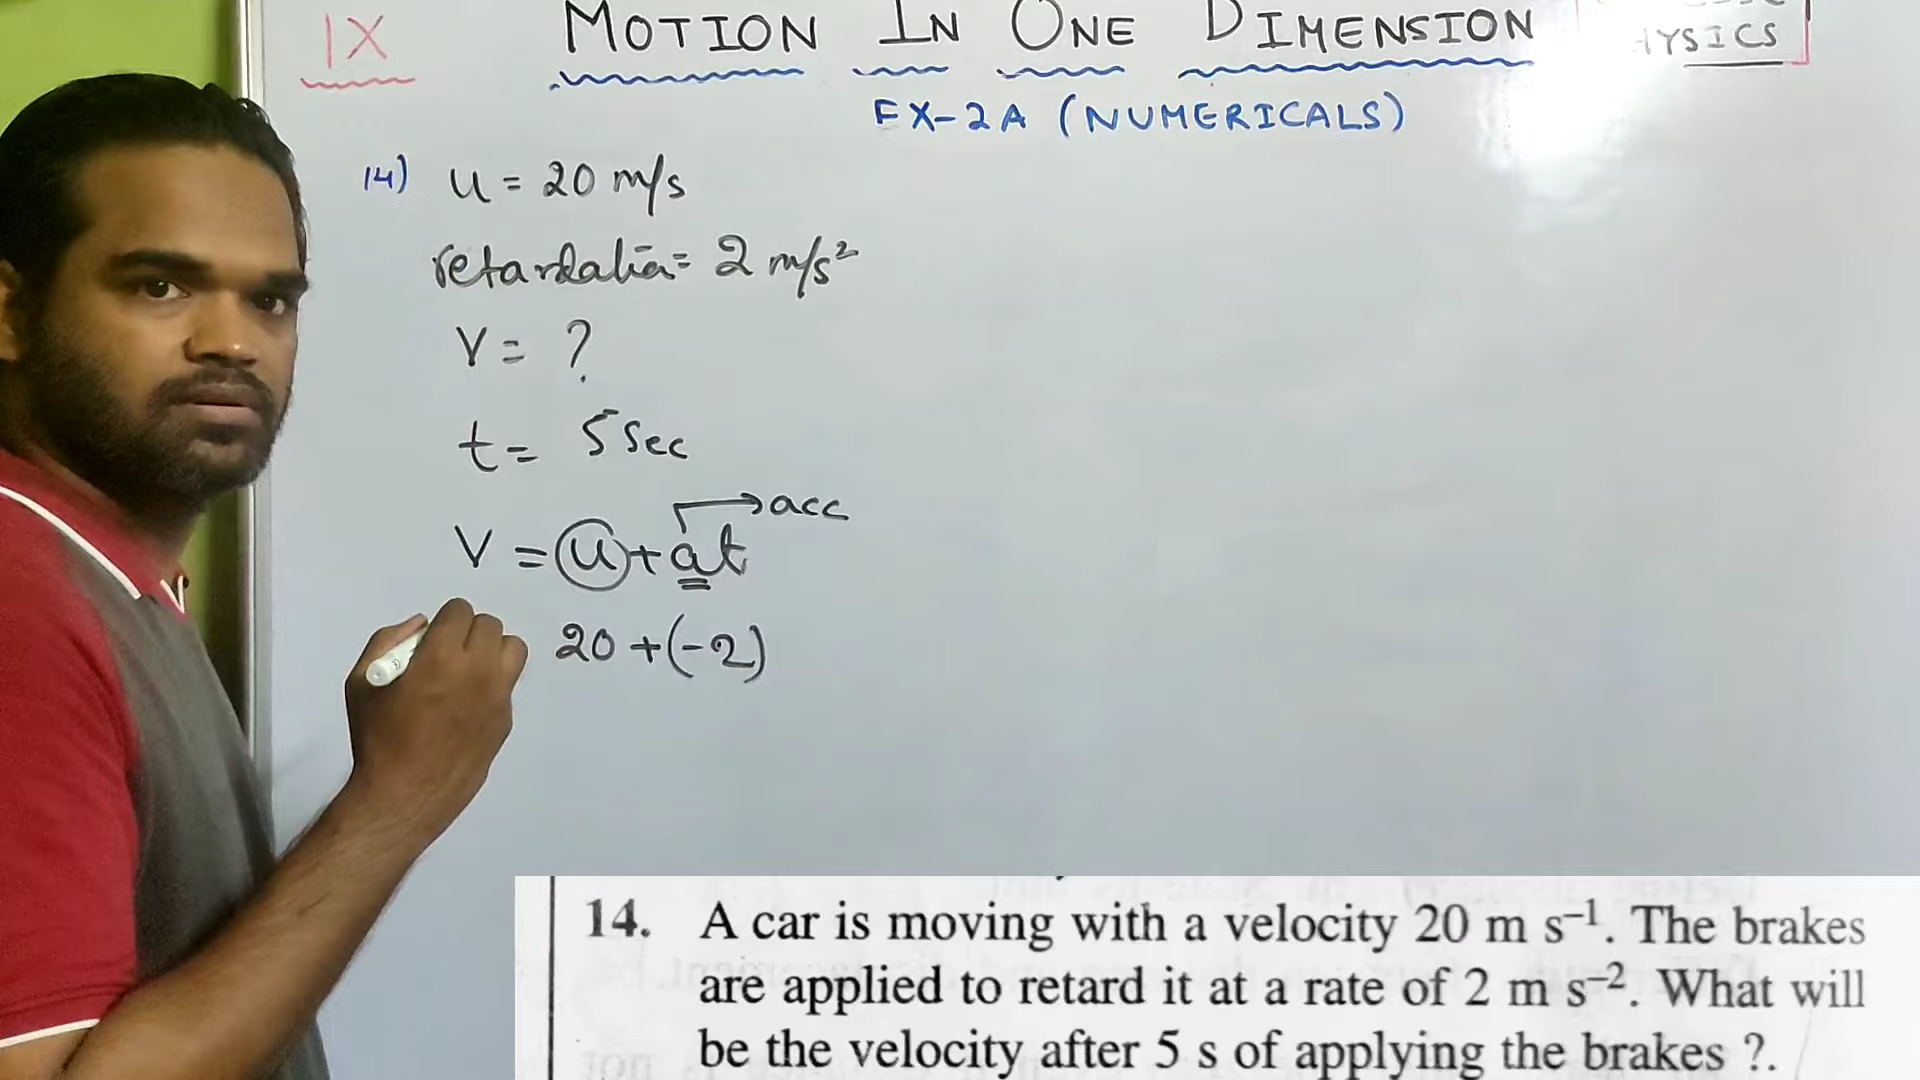 IX
MOTION IN ONE DIMENSION
YSICS
EX-2A (NUMERICALS)
14) u = 20 m/s
retardation = 2 m/s²
V = ?
t = 5 Sec
→ acc
V = u + at
20 + (-2)
14. A car is moving with a velocity 20 m s⁻¹. The brakes
are applied to retard it at a rate of 2 m s⁻². What will
be the velocity after 5 s of applying the brakes ?.